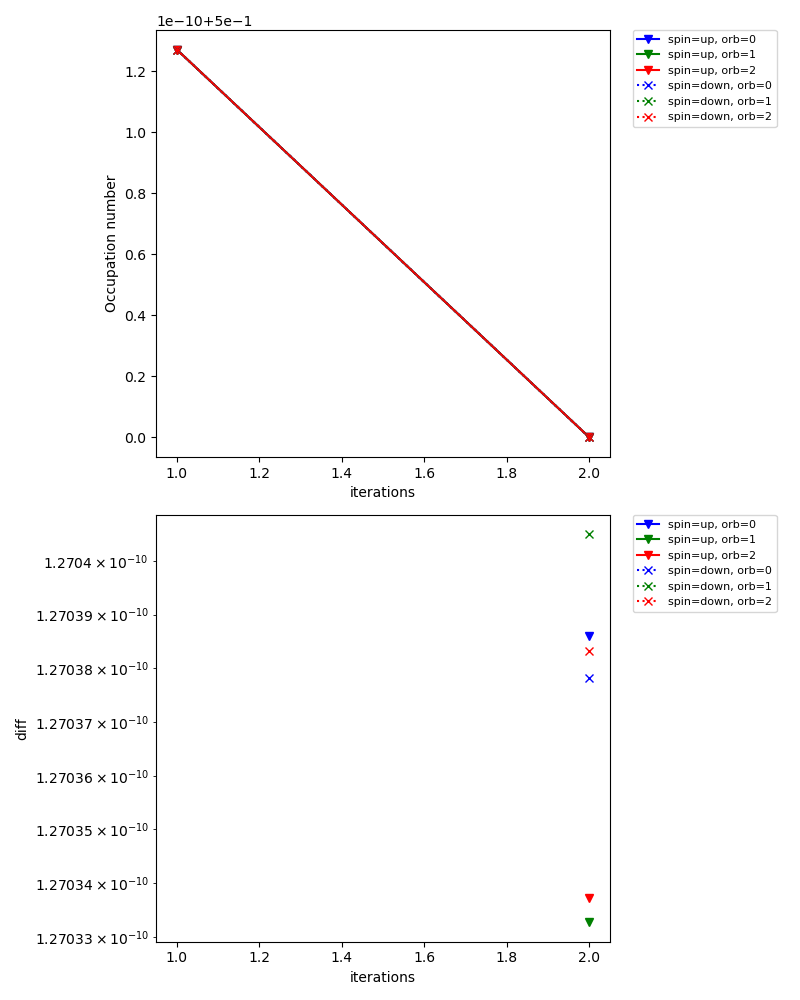 1e−10+5e−1
1.2
1.0
0.8
0.6
0.4
0.2
0.0
Occupation number
1.0 1.2 1.4 1.6 1.8 2.0
iterations
spin=up, orb=0
spin=up, orb=1
spin=up, orb=2
spin=down, orb=0
spin=down, orb=1
spin=down, orb=2
1.2704 × 10⁻¹⁰
1.27039 × 10⁻¹⁰
1.27038 × 10⁻¹⁰
1.27037 × 10⁻¹⁰
1.27036 × 10⁻¹⁰
1.27035 × 10⁻¹⁰
1.27034 × 10⁻¹⁰
1.27033 × 10⁻¹⁰
diff
1.0 1.2 1.4 1.6 1.8 2.0
iterations
spin=up, orb=0
spin=up, orb=1
spin=up, orb=2
spin=down, orb=0
spin=down, orb=1
spin=down, orb=2